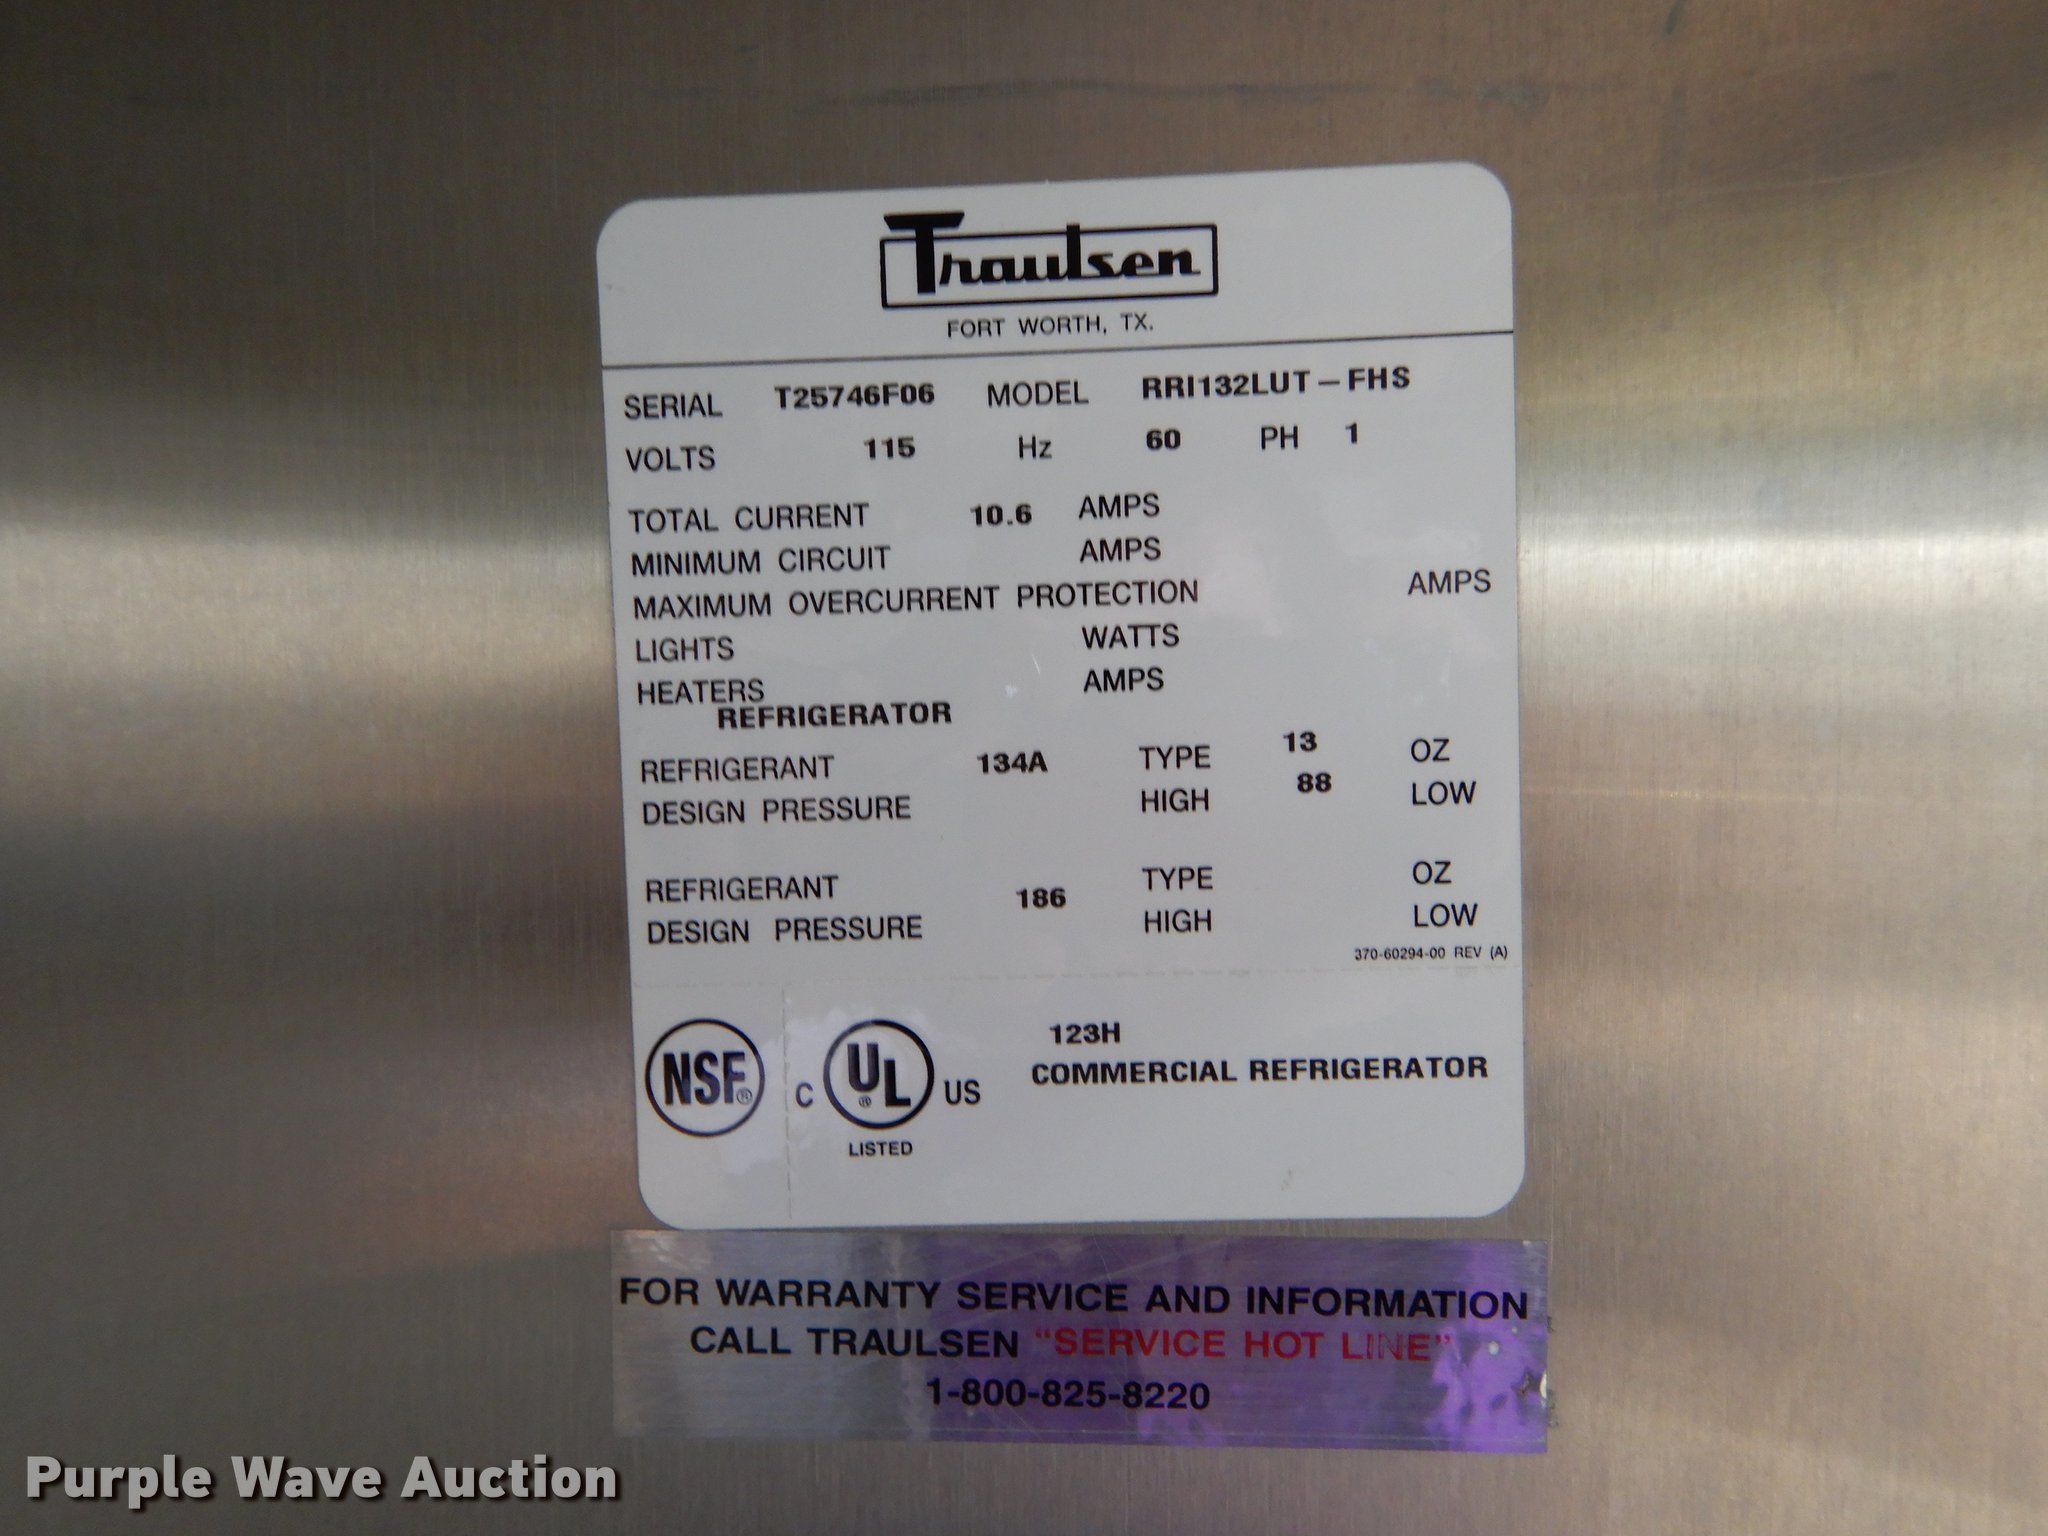 Traulsen
FORT WORTH, TX.
SERIAL T25746F06 MODEL RRI132LUT-FHS
VOLTS 115 Hz 60 PH 1
TOTAL CURRENT 10.6 AMPS
MINIMUM CIRCUIT AMPS
MAXIMUM OVERCURRENT PROTECTION AMPS
LIGHTS WATTS
HEATERS AMPS
REFRIGERATOR
REFRIGERANT 134A TYPE 13 OZ
DESIGN PRESSURE HIGH 88 LOW
REFRIGERANT TYPE OZ
DESIGN PRESSURE 186 HIGH LOW
370-60294-00 REV (A)
NSF®
C UL® US
LISTED
123H
COMMERCIAL REFRIGERATOR
FOR WARRANTY SERVICE AND INFORMATION
CALL TRAULSEN "SERVICE HOT LINE"
1-800-825-8220
Purple Wave Auction